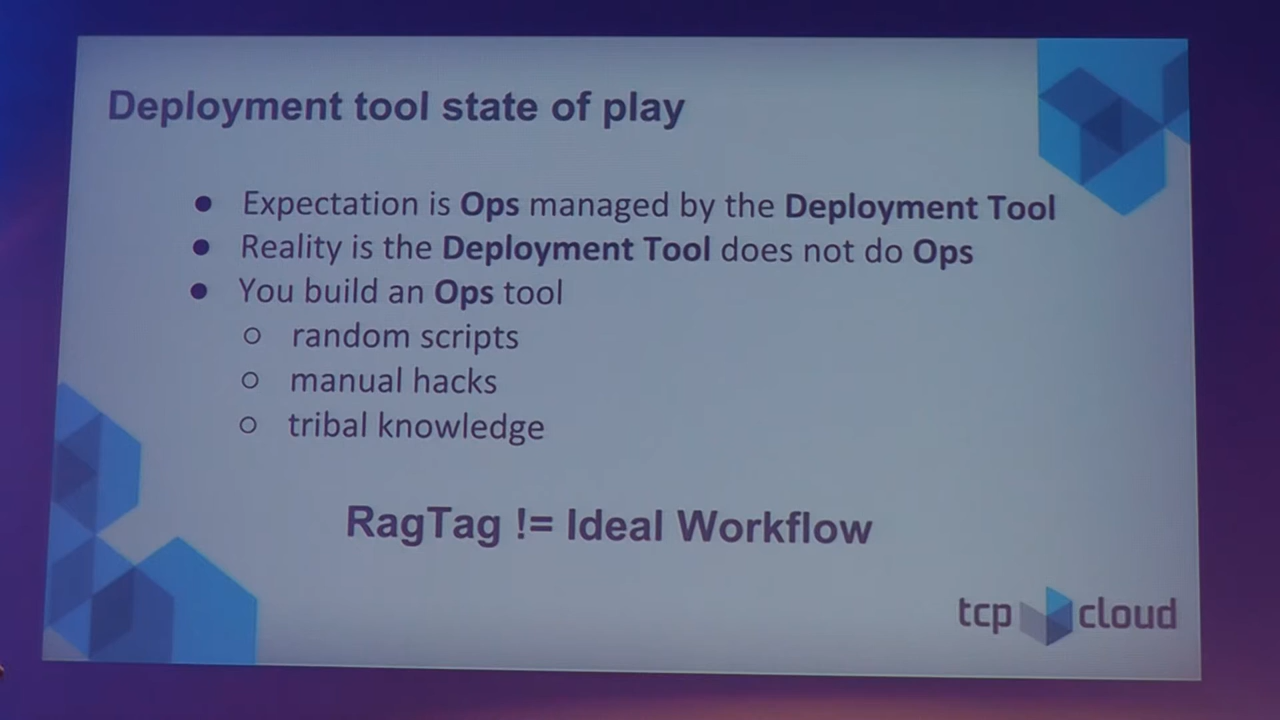 Deployment tool state of play
● Expectation is Ops managed by the Deployment Tool
● Reality is the Deployment Tool does not do Ops
● You build an Ops tool
○ random scripts
○ manual hacks
○ tribal knowledge
RagTag != Ideal Workflow
tcp cloud